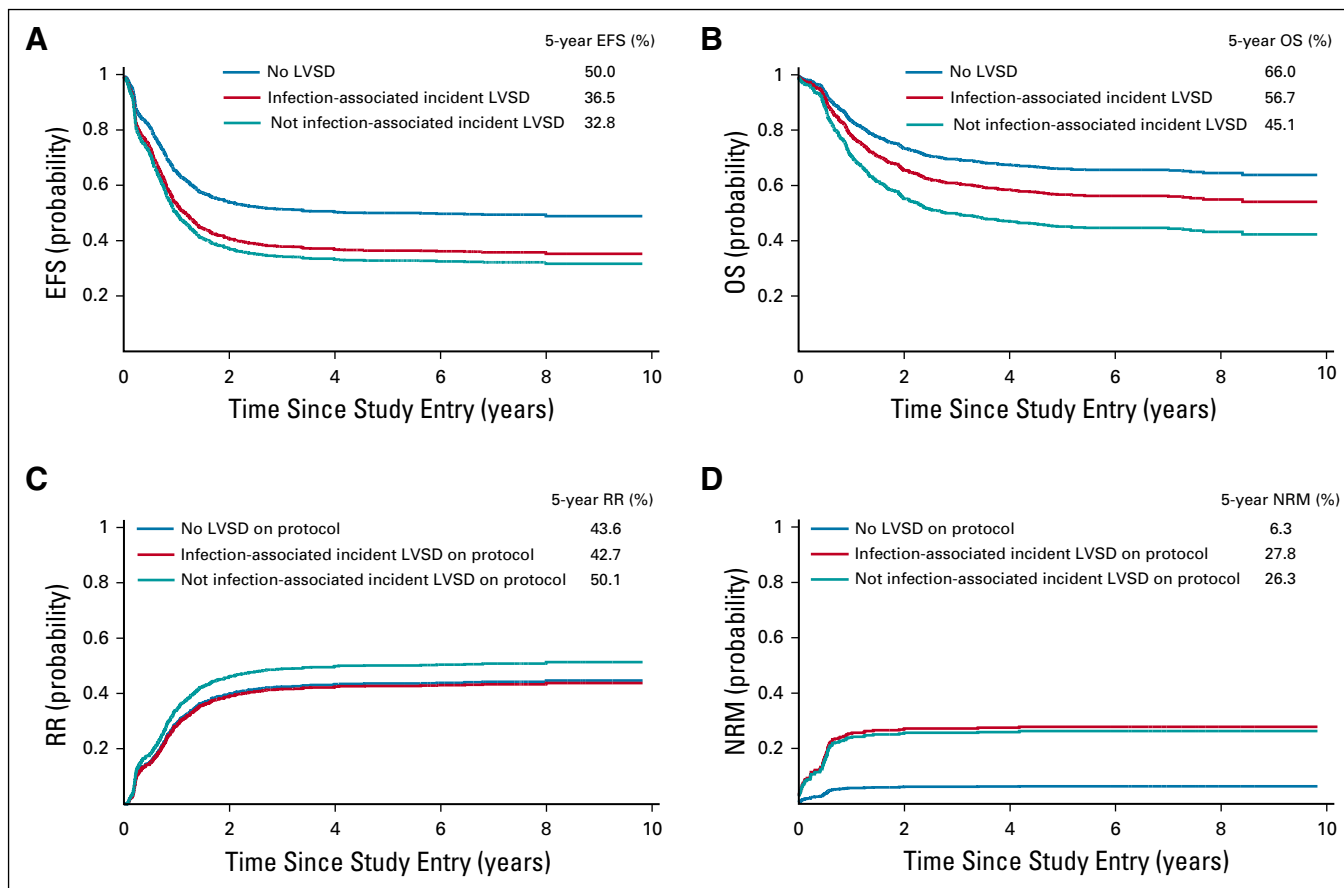 A
5-year EFS (%)
No LVSD 50.0
Infection-associated incident LVSD 36.5
Not infection-associated incident LVSD 32.8
EFS (probability)
1
0.8
0.6
0.4
0.2
0 2 4 6 8 10
Time Since Study Entry (years)
B
5-year OS (%)
No LVSD 66.0
Infection-associated incident LVSD 56.7
Not infection-associated incident LVSD 45.1
OS (probability)
1
0.8
0.6
0.4
0.2
0 2 4 6 8 10
Time Since Study Entry (years)
C
5-year RR (%)
No LVSD on protocol 43.6
Infection-associated incident LVSD on protocol 42.7
Not infection-associated incident LVSD on protocol 50.1
RR (probability)
1
0.8
0.6
0.4
0.2
0 2 4 6 8 10
Time Since Study Entry (years)
D
5-year NRM (%)
No LVSD on protocol 6.3
Infection-associated incident LVSD on protocol 27.8
Not infection-associated incident LVSD on protocol 26.3
NRM (probability)
1
0.8
0.6
0.4
0.2
0 2 4 6 8 10
Time Since Study Entry (years)